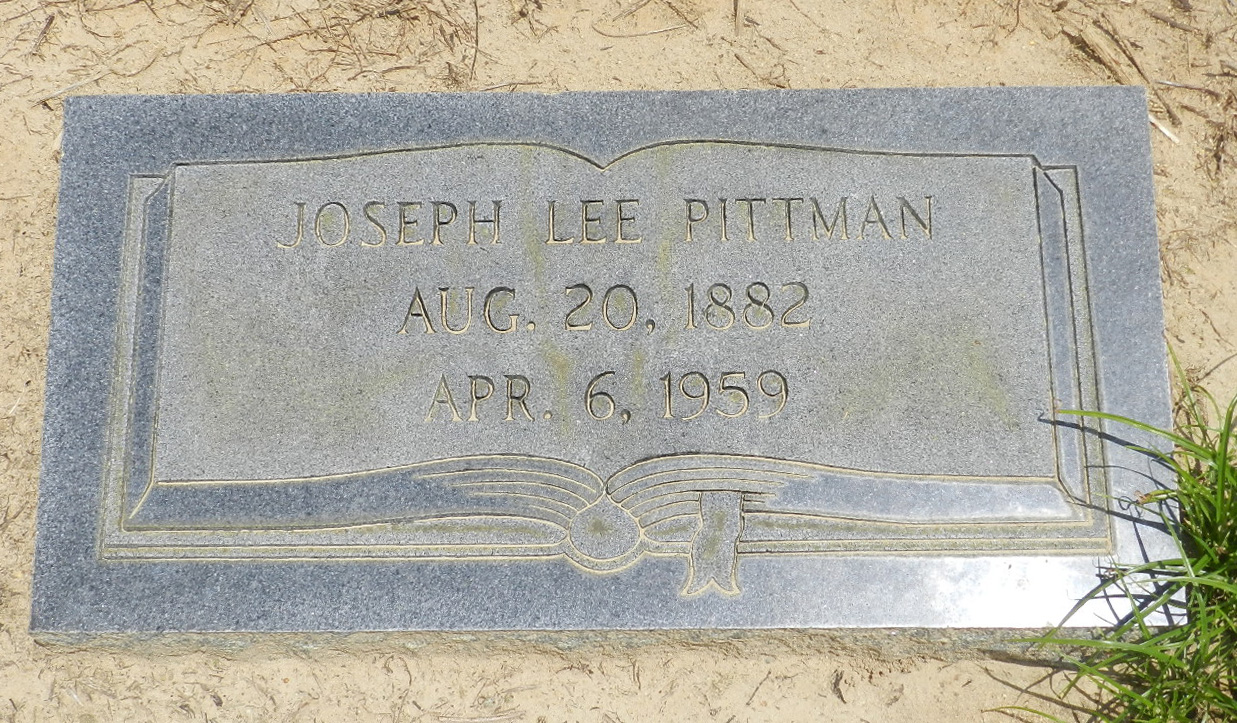 JOSEPH LEE PITTMAN
AUG. 20, 1882
APR. 6, 1959